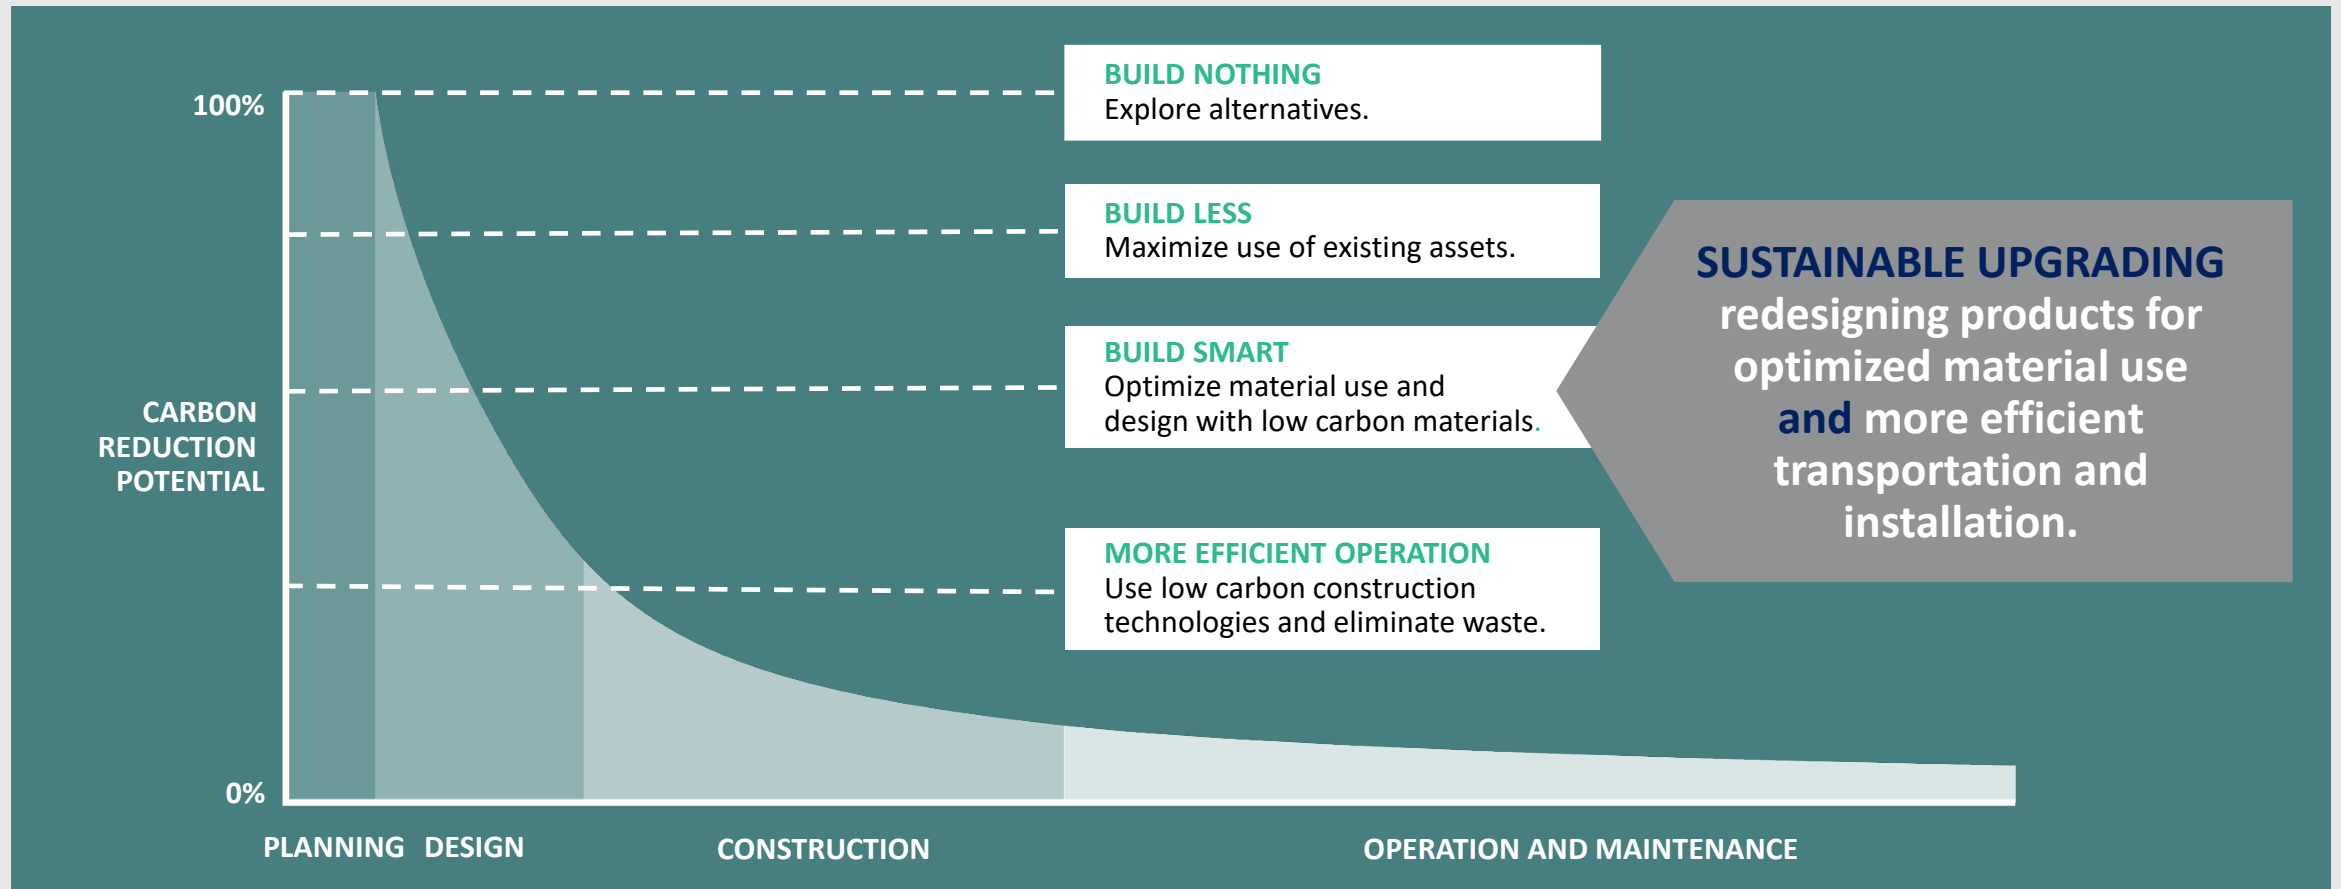 100%
CARBON
REDUCTION
POTENTIAL
0%
BUILD NOTHING
Explore alternatives.
BUILD LESS
Maximize use of existing assets.
BUILD SMART
Optimize material use and
design with low carbon materials.
MORE EFFICIENT OPERATION
Use low carbon construction
technologies and eliminate waste.
SUSTAINABLE UPGRADING
redesigning products for
optimized material use
and more efficient
transportation and
installation.
PLANNING DESIGN CONSTRUCTION OPERATION AND MAINTENANCE